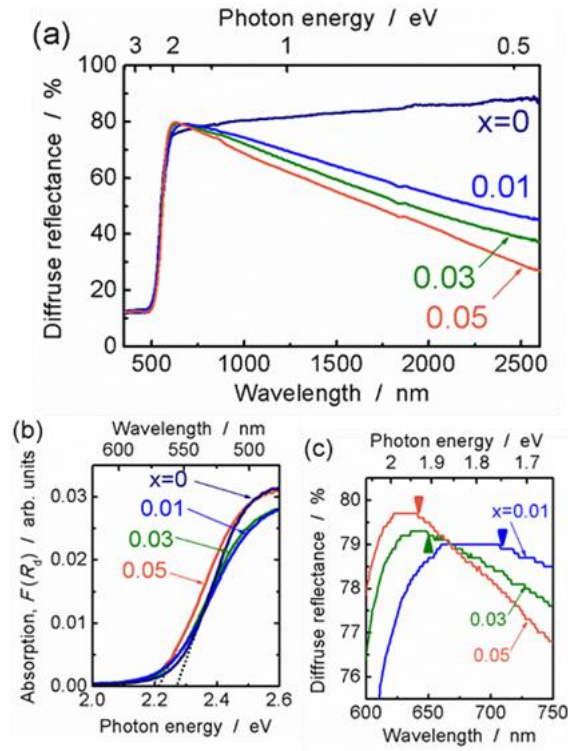 Photon energy / eV
(a)
3 2 1 0.5
100
80
60
40
20
0
Diffruse reflectance / %
x=0
0.01
0.03
0.05
500 1000 1500 2000 2500
Wavelength / nm
(b)
Wavelength / nm
600 560 520 480
0.03
0.02
0.01
0.00
Absorption, F(Rd) / arb. units
x=0
0.01
0.03
0.05
2.0 2.2 2.4 2.6
Photon energy / eV
(c)
Photon energy / eV
2 1.9 1.8 1.7
80
79
78
77
76
Diffuse reflectance / %
x=0.01
0.03
0.05
600 650 700 750
Wavelength / nm